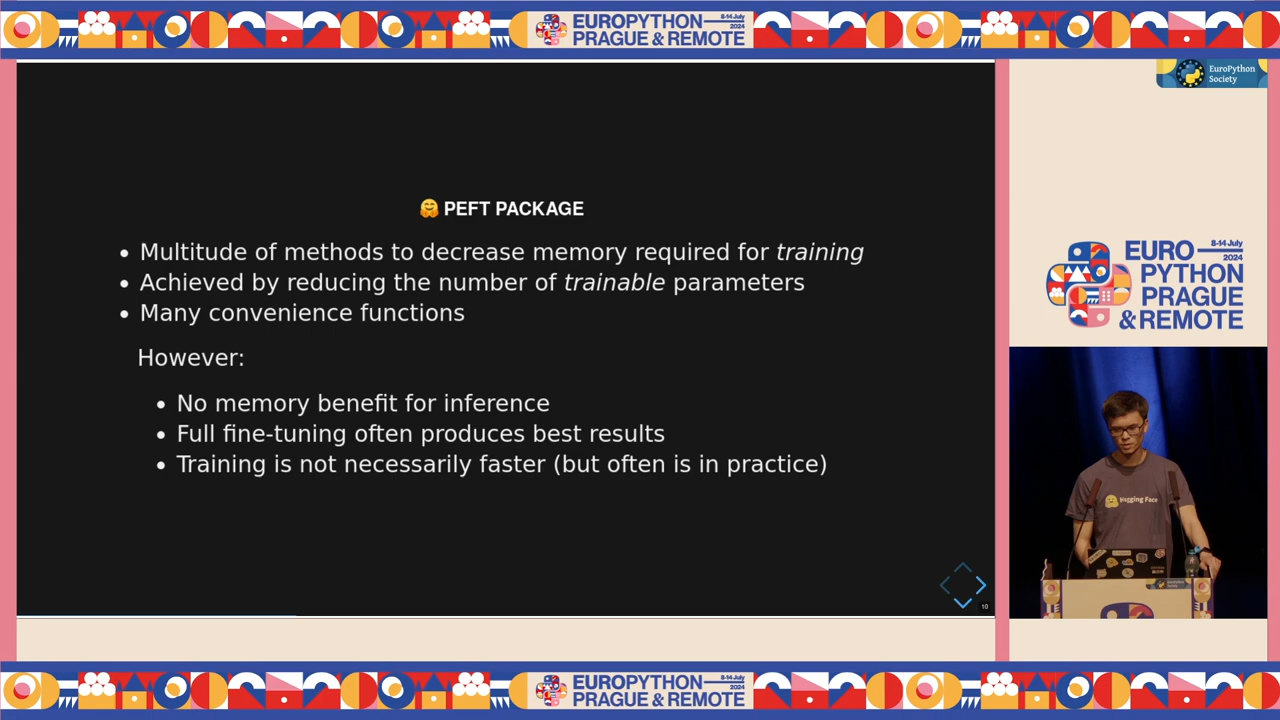 EUROPYTHON 8-14 July 2024
PRAGUE & REMOTE
EuroPython
Society
🤗 PEFT PACKAGE
• Multitude of methods to decrease memory required for training
• Achieved by reducing the number of trainable parameters
• Many convenience functions
However:
• No memory benefit for inference
• Full fine-tuning often produces best results
• Training is not necessarily faster (but often is in practice)
10
EURO 8-14 July
2024
PYTHON
PRAGUE
& REMOTE
Hugging Face
EUROPYTHON 8-14 July 2024
PRAGUE & REMOTE